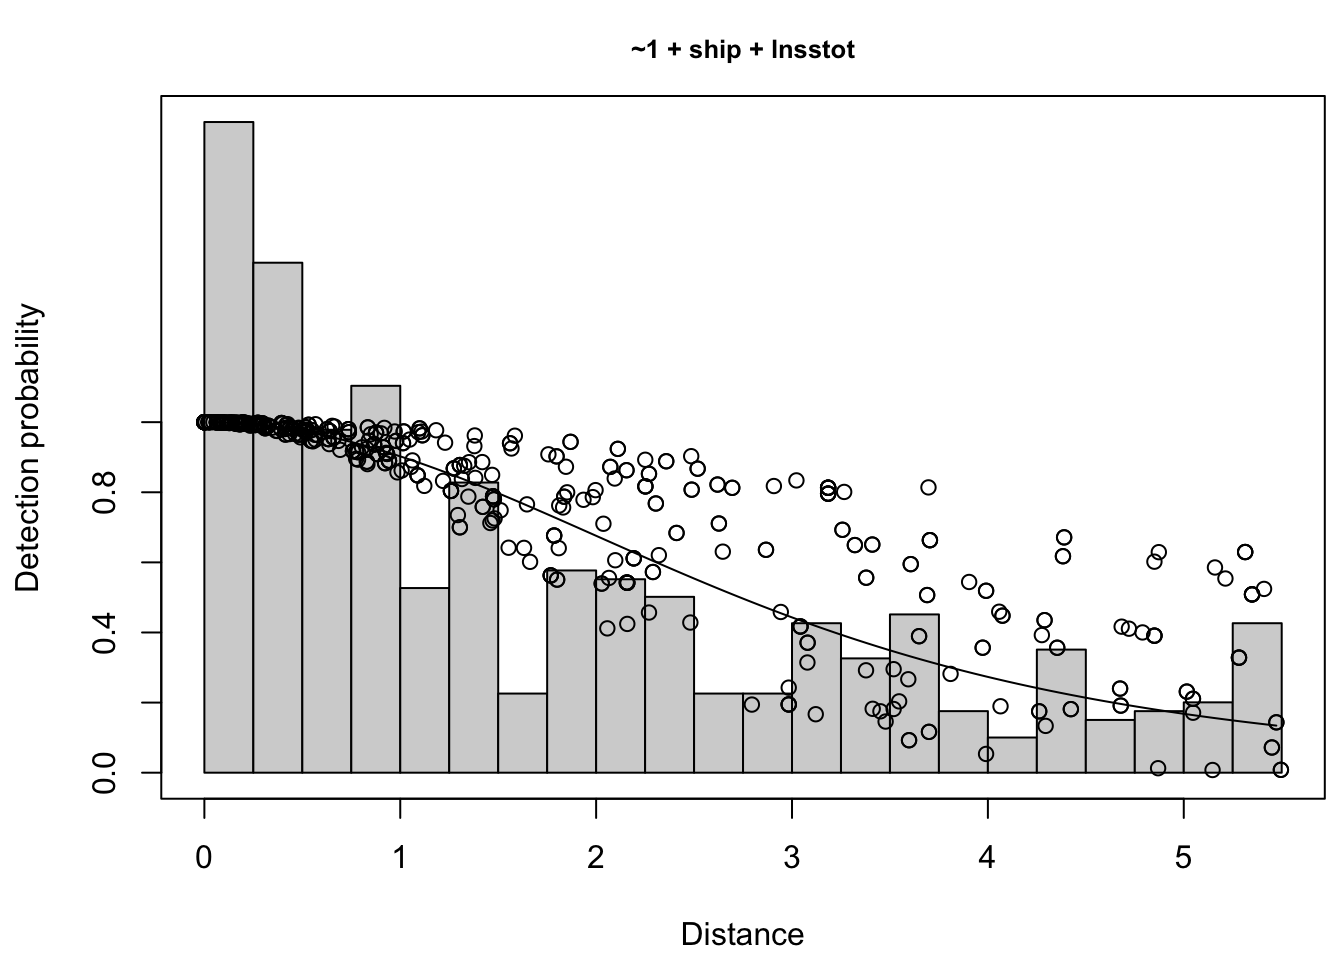 ~1 + ship + lnsstot
Detection probability
0.8
0.4
0.0
0 1 2 3 4 5
Distance